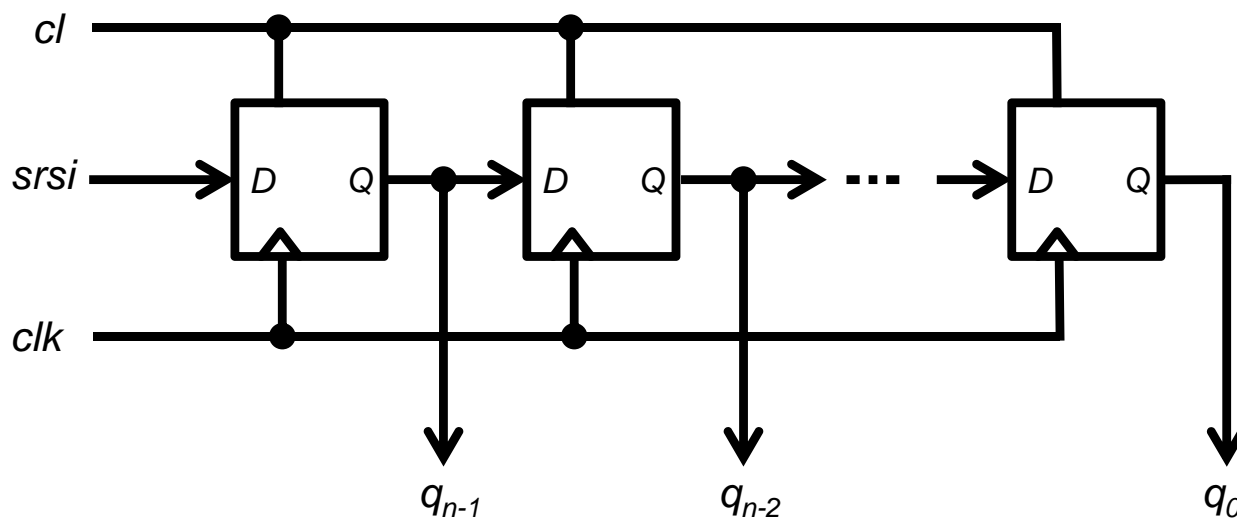 cl
srsi
D Q
D Q
...
D Q
clk
q_{n-1}
q_{n-2}
q_0